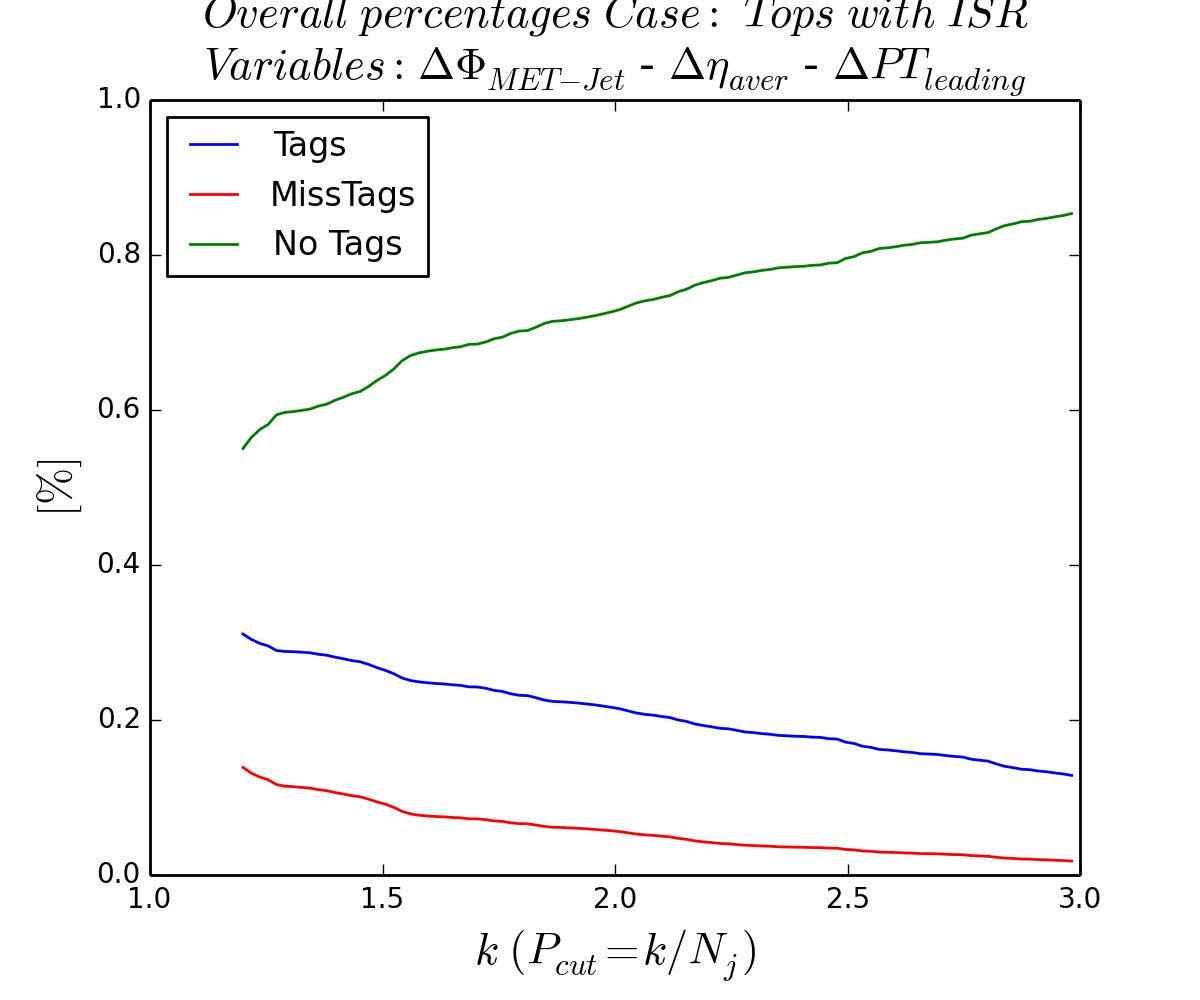 Overall percentages Case: Tops with ISR
Variables: ΔΦ_{MET−Jet} - Δη_{aver} - ΔPT_{leading}
1.0
Tags
MissTags
No Tags
0.8
0.6
[%]
0.4
0.2
0.0
1.0 1.5 2.0 2.5 3.0
k (P_{cut}=k/N_j)